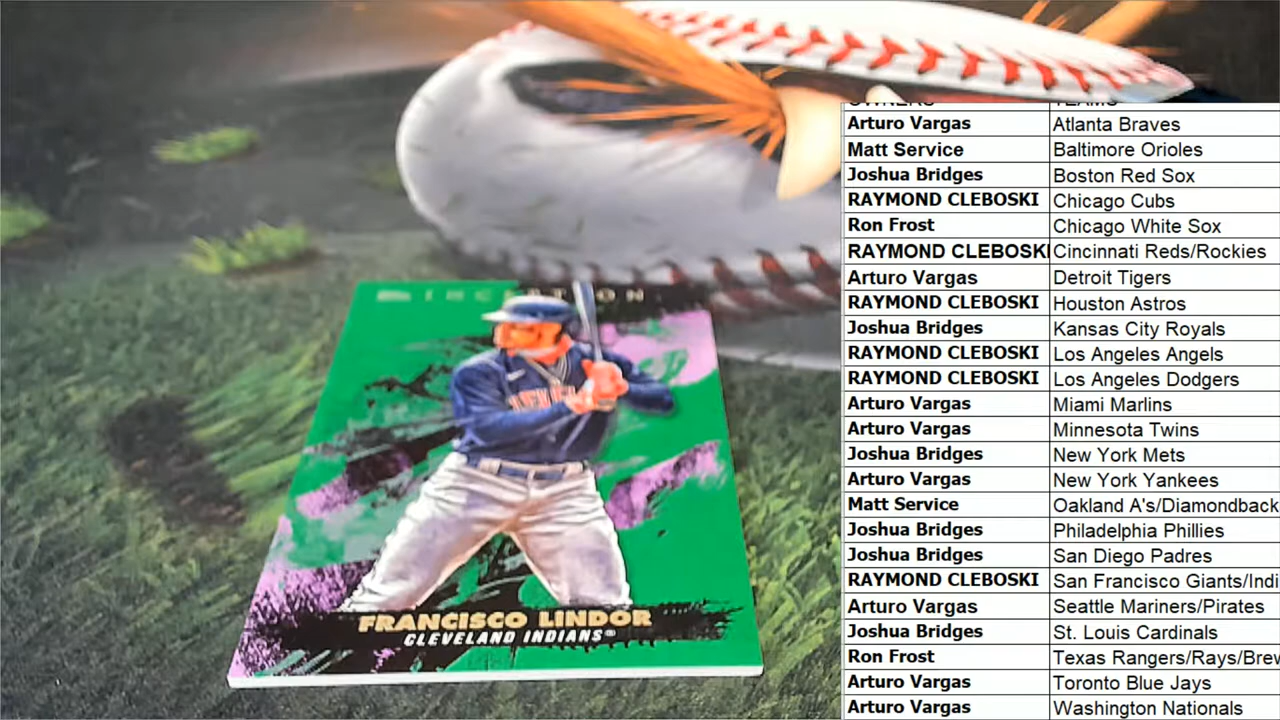 INCEPTION
FRANCISCO LINDOR
CLEVELAND INDIANS®
OWNERS TEAMS
Arturo Vargas Atlanta Braves
Matt Service Baltimore Orioles
Joshua Bridges Boston Red Sox
RAYMOND CLEBOSKI Chicago Cubs
Ron Frost Chicago White Sox
RAYMOND CLEBOSKI Cincinnati Reds/Rockies
Arturo Vargas Detroit Tigers
RAYMOND CLEBOSKI Houston Astros
Joshua Bridges Kansas City Royals
RAYMOND CLEBOSKI Los Angeles Angels
RAYMOND CLEBOSKI Los Angeles Dodgers
Arturo Vargas Miami Marlins
Arturo Vargas Minnesota Twins
Joshua Bridges New York Mets
Arturo Vargas New York Yankees
Matt Service Oakland A's/Diamondback
Joshua Bridges Philadelphia Phillies
Joshua Bridges San Diego Padres
RAYMOND CLEBOSKI San Francisco Giants/Indi
Arturo Vargas Seattle Mariners/Pirates
Joshua Bridges St. Louis Cardinals
Ron Frost Texas Rangers/Rays/Brew
Arturo Vargas Toronto Blue Jays
Arturo Vargas Washington Nationals